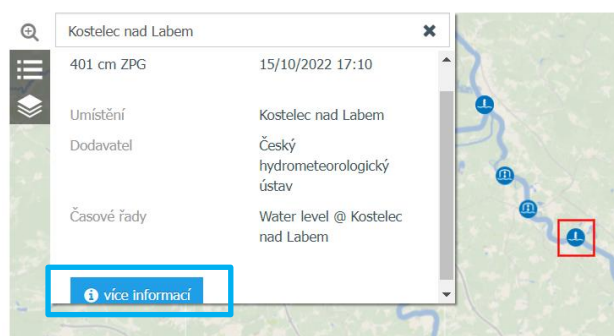 Kostelec nad Labem
401 cm ZPG 15/10/2022 17:10
Umístění Kostelec nad Labem
Dodavatel Český
hydrometeorologický
ústav
Časové řady Water level @ Kostelec
nad Labem
více informací